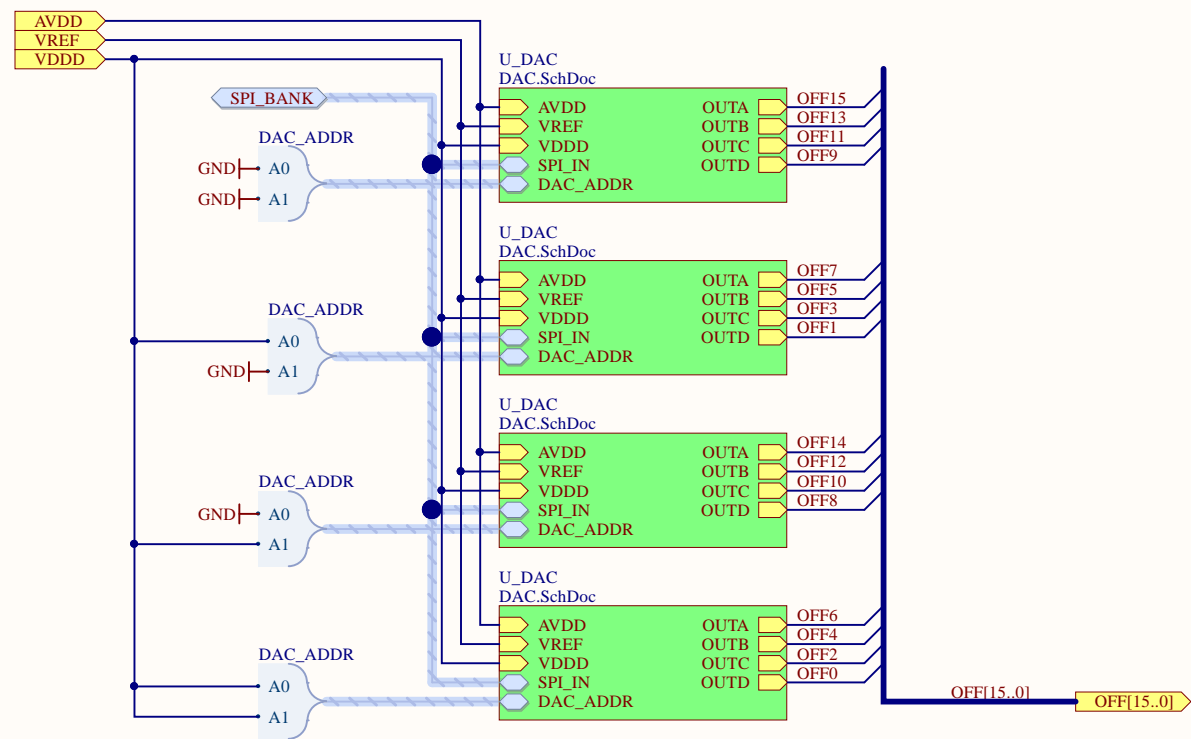 AVDD
VREF
VDDD
SPI_BANK
DAC_ADDR
GND A0
GND A1
U_DAC
DAC.SchDoc
AVDD OUTA OFF15
VREF OUTB OFF13
VDDD OUTC OFF11
SPI_IN OUTD OFF9
DAC_ADDR
U_DAC
DAC.SchDoc
AVDD OUTA OFF7
VREF OUTB OFF5
VDDD OUTC OFF3
SPI_IN OUTD OFF1
DAC_ADDR
DAC_ADDR
A0
GND A1
U_DAC
DAC.SchDoc
AVDD OUTA OFF14
VREF OUTB OFF12
VDDD OUTC OFF10
SPI_IN OUTD OFF8
DAC_ADDR
DAC_ADDR
GND A0
A1
U_DAC
DAC.SchDoc
AVDD OUTA OFF6
VREF OUTB OFF4
VDDD OUTC OFF2
SPI_IN OUTD OFF0
DAC_ADDR
DAC_ADDR
A0
A1
OFF[15..0]
OFF[15..0]